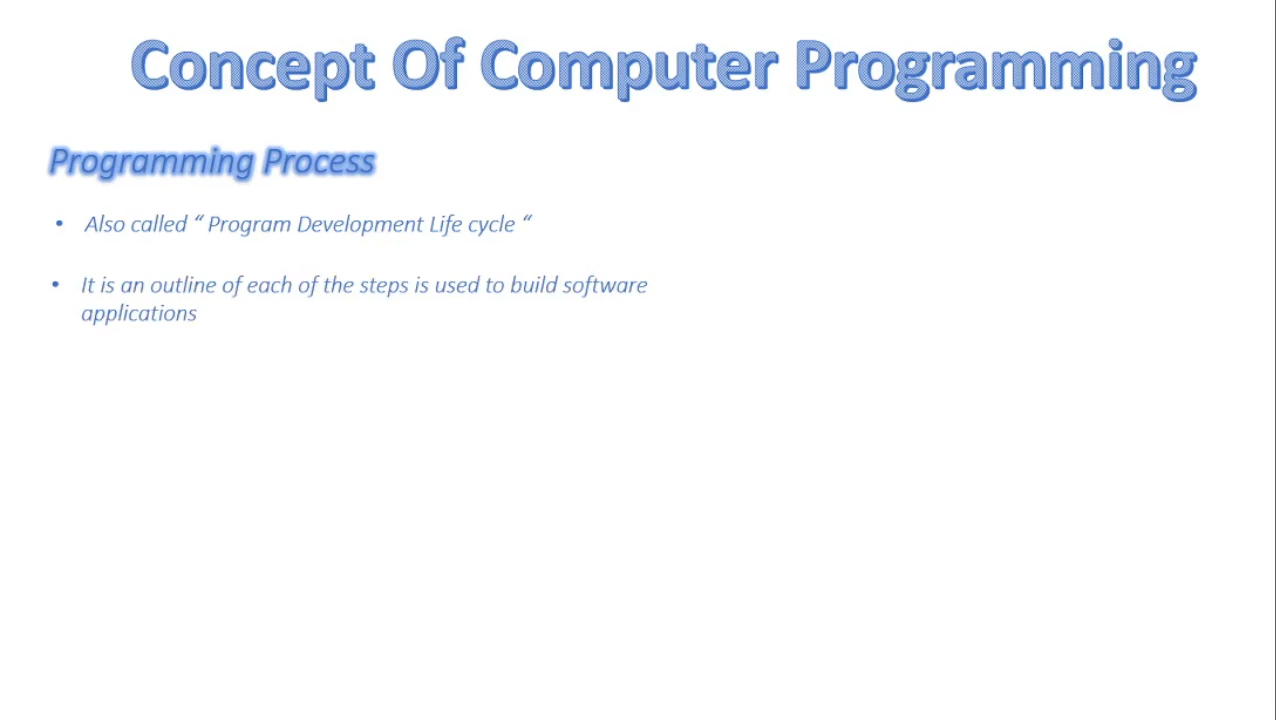 Concept Of Computer Programming
Programming Process
• Also called “ Program Development Life cycle “
• It is an outline of each of the steps is used to build software
applications